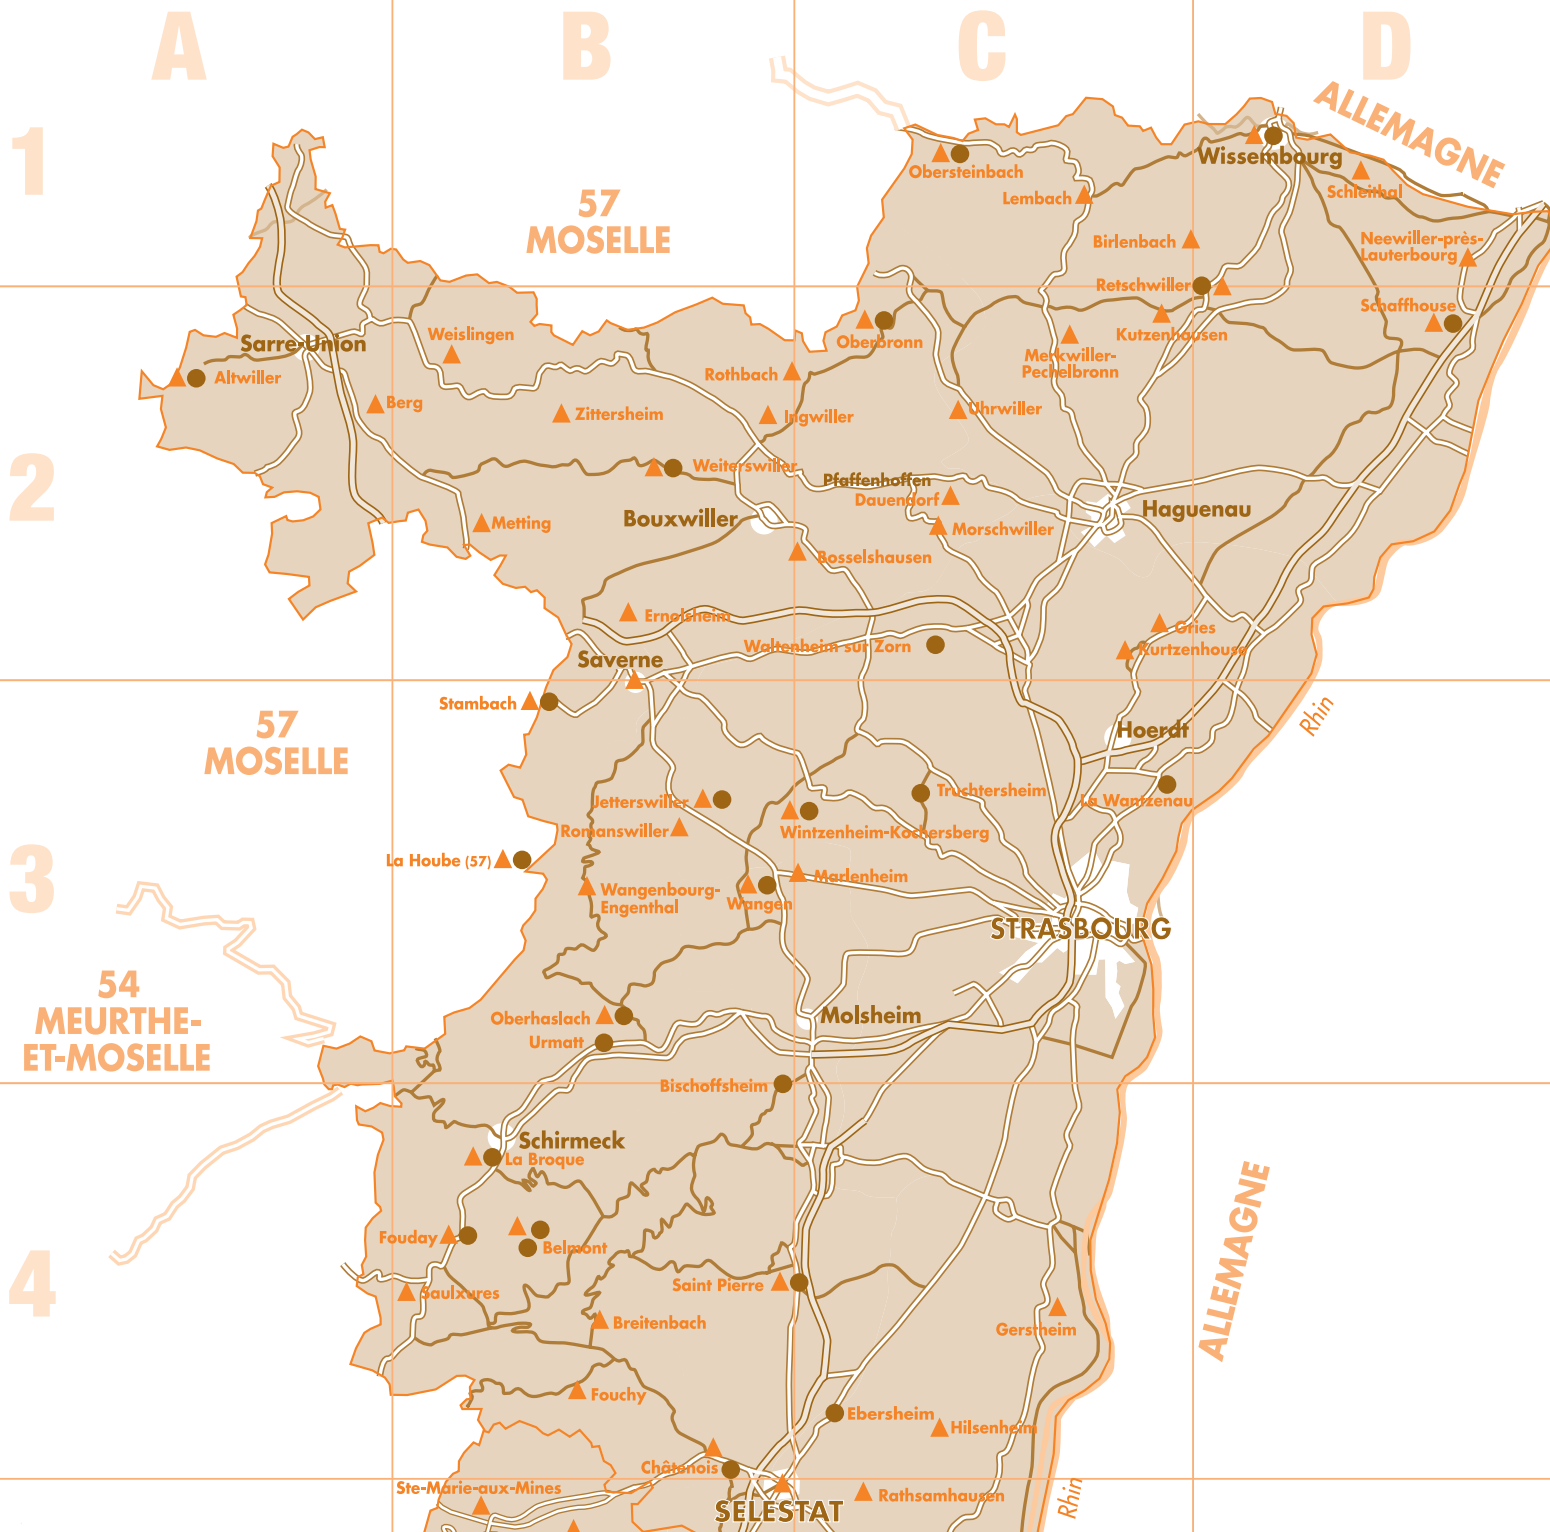 A
B
C
D
1
2
3
4
ALLEMAGNE
57
MOSELLE
Obersteinbach
Wissembourg
Schleithal
Lembach
Birlenbach
Neewiller-près-
Lauterbourg
Retschwiller
Schaffhouse
Kutzenhausen
Oberbronn
Merkwiller-
Pechelbronn
Weislingen
Sarre-Union
Altwiller
Rothbach
Berg
Zittersheim
Ingwiller
Uhrwiller
Weiterswiller
Pfaffenhoffen
Dauendorf
Haguenau
Metting
Bouxwiller
Morschwiller
Bosselshausen
Ernolsheim
Gries
Kurtzenhouse
Waltenheim sur Zorn
Saverne
Stambach
57
MOSELLE
Rhin
Hoerdt
Jetterswiller
Truchtersheim
La Wantzenau
Romanswiller
Wintzenheim-Kochersberg
La Hoube (57)
Marlenheim
Wangenbourg-
Engenthal
Wangen
STRASBOURG
54
MEURTHE-
ET-MOSELLE
Oberhaslach
Molsheim
Urmatt
Bischoffsheim
Schirmeck
La Broque
Fouday
Belmont
ALLEMAGNE
Saint Pierre
Saulxures
Breitenbach
Gerstheim
Fouchy
Ebersheim
Hilsenheim
Châtenois
Ste-Marie-aux-Mines
Rathsamhausen
Rhin
SELESTAT